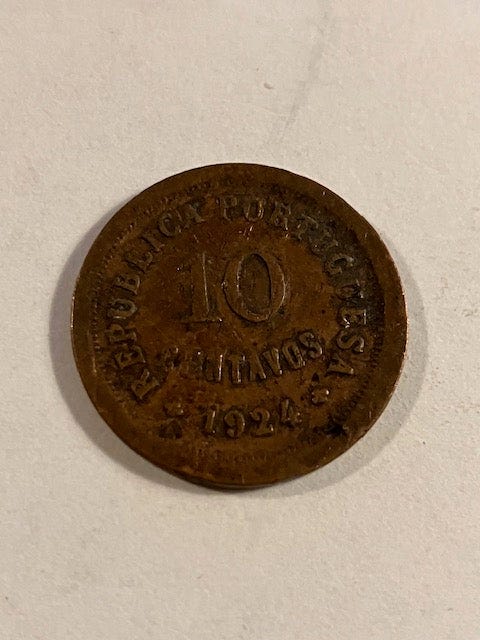 REPUBLICA PORTUGUESA
10
CENTAVOS
* 1924 *